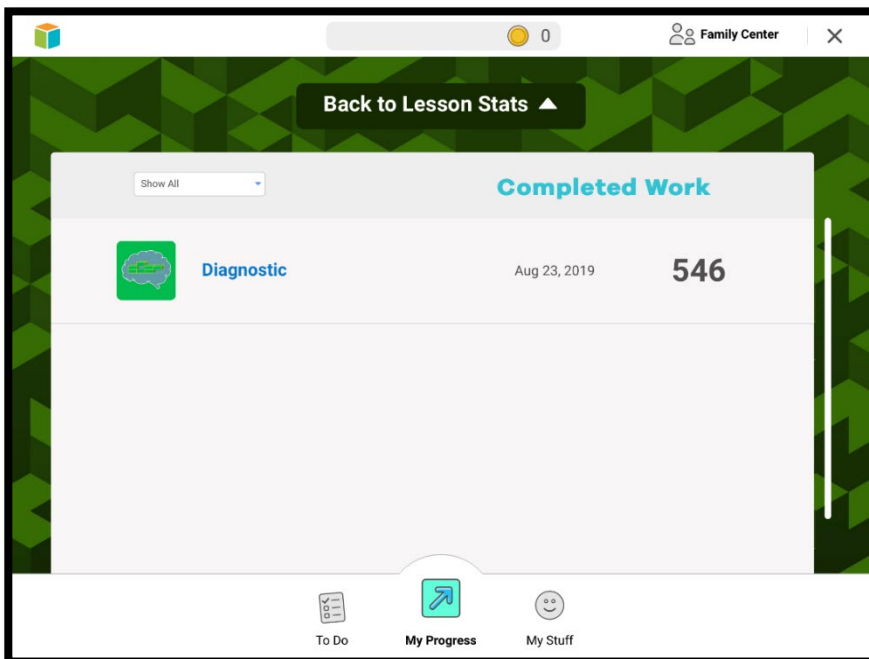 0
Family Center
Back to Lesson Stats
Show All
Completed Work
Diagnostic
Aug 23, 2019
546
To Do
My Progress
My Stuff